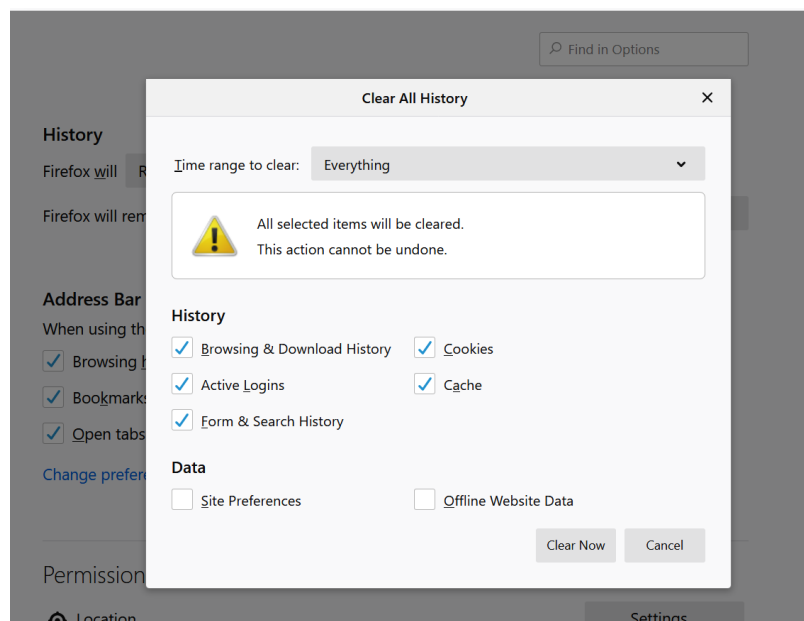 Find in Options
Clear All History
History
Firefox will R
Time range to clear: Everything
Firefox will rem
All selected items will be cleared.
This action cannot be undone.
Address Bar
When using th
History
Browsing & Download History
Cookies
Browsing h
Active Logins
Cache
Bookmarks
Form & Search History
Open tabs
Data
Change prefere
Site Preferences
Offline Website Data
Clear Now
Cancel
Permission
Location
Settings